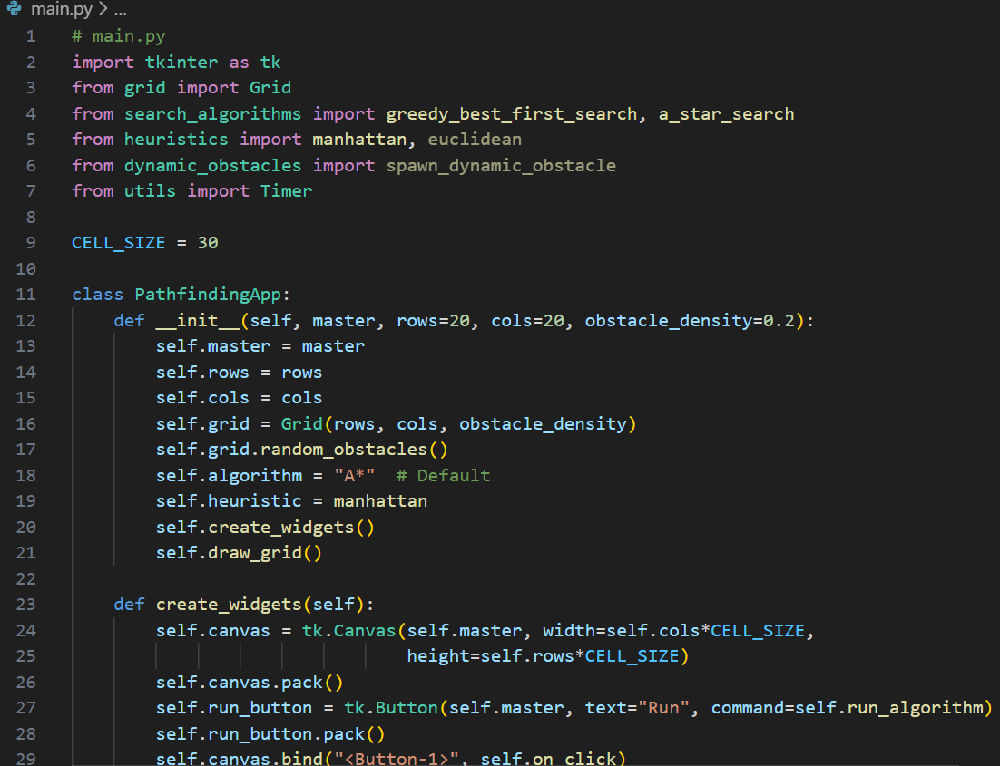 main.py > ...
1 # main.py
2 import tkinter as tk
3 from grid import Grid
4 from search_algorithms import greedy_best_first_search, a_star_search
5 from heuristics import manhattan, euclidean
6 from dynamic_obstacles import spawn_dynamic_obstacle
7 from utils import Timer
8
9 CELL_SIZE = 30
10
11 class PathfindingApp:
12     def __init__(self, master, rows=20, cols=20, obstacle_density=0.2):
13         self.master = master
14         self.rows = rows
15         self.cols = cols
16         self.grid = Grid(rows, cols, obstacle_density)
17         self.grid.random_obstacles()
18         self.algorithm = "A*"  # Default
19         self.heuristic = manhattan
20         self.create_widgets()
21         self.draw_grid()
22
23     def create_widgets(self):
24         self.canvas = tk.Canvas(self.master, width=self.cols*CELL_SIZE,
25                                 height=self.rows*CELL_SIZE)
26         self.canvas.pack()
27         self.run_button = tk.Button(self.master, text="Run", command=self.run_algorithm)
28         self.run_button.pack()
29         self.canvas.bind("<Button-1>", self.on_click)